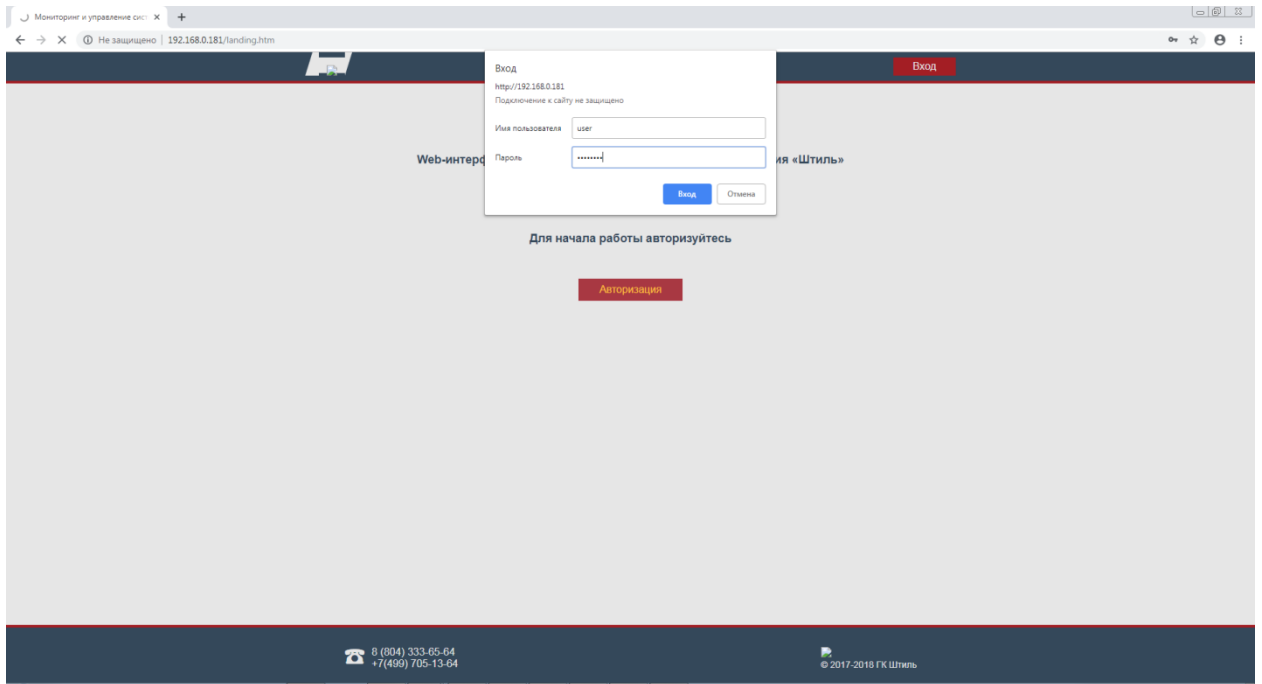 Мониторинг и управление сис
Не защищено | 192.168.0.181/landing.htm
Вход
Вход
http://192.168.0.181
Подключение к сайту не защищено
Имя пользователя user
Пароль ••••••••
Вход Отмена
Web-интерф ия «Штиль»
Для начала работы авторизуйтесь
Авторизация
8 (804) 333-65-64
+7(499) 705-13-64
© 2017-2018 ГК Штиль